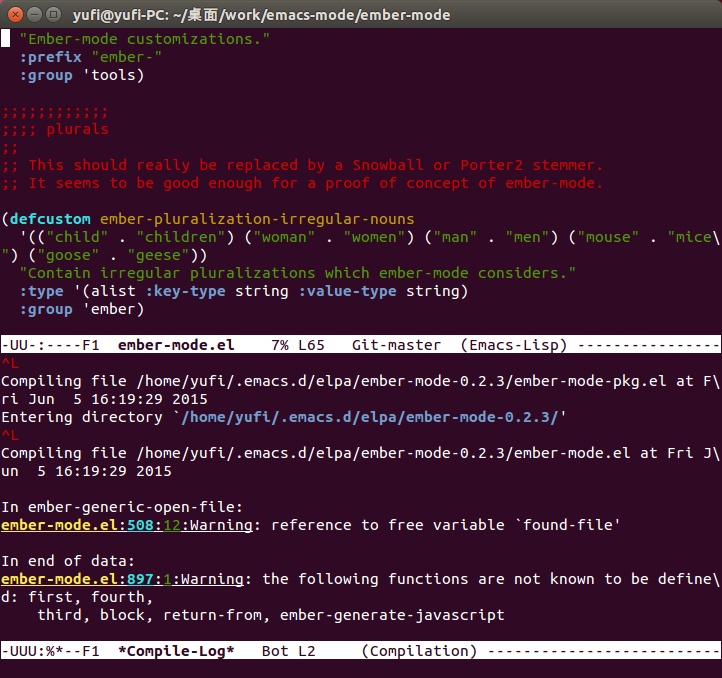 yufi@yufi-PC: ~/桌面/work/emacs-mode/ember-mode
"Ember-mode customizations."
:prefix "ember-"
:group 'tools)
;;;;;;;;;;;;
;;;; plurals
;;
;; This should really be replaced by a Snowball or Porter2 stemmer.
;; It seems to be good enough for a proof of concept of ember-mode.
(defcustom ember-pluralization-irregular-nouns
'(("child" . "children") ("woman" . "women") ("man" . "men") ("mouse" . "mice\
") ("goose" . "geese"))
"Contain irregular pluralizations which ember-mode considers."
:type '(alist :key-type string :value-type string)
:group 'ember)
-UU-:----F1  ember-mode.el    7% L65   Git-master  (Emacs-Lisp) ----------------
^L
Compiling file /home/yufi/.emacs.d/elpa/ember-mode-0.2.3/ember-mode-pkg.el at F\
ri Jun  5 16:19:29 2015
Entering directory `/home/yufi/.emacs.d/elpa/ember-mode-0.2.3/'
^L
Compiling file /home/yufi/.emacs.d/elpa/ember-mode-0.2.3/ember-mode.el at Fri J\
un  5 16:19:29 2015
In ember-generic-open-file:
ember-mode.el:508:12:Warning: reference to free variable `found-file'
In end of data:
ember-mode.el:897:1:Warning: the following functions are not known to be define\
d: first, fourth,
third, block, return-from, ember-generate-javascript
-UUU:%*--F1  *Compile-Log*   Bot L2     (Compilation) --------------------------